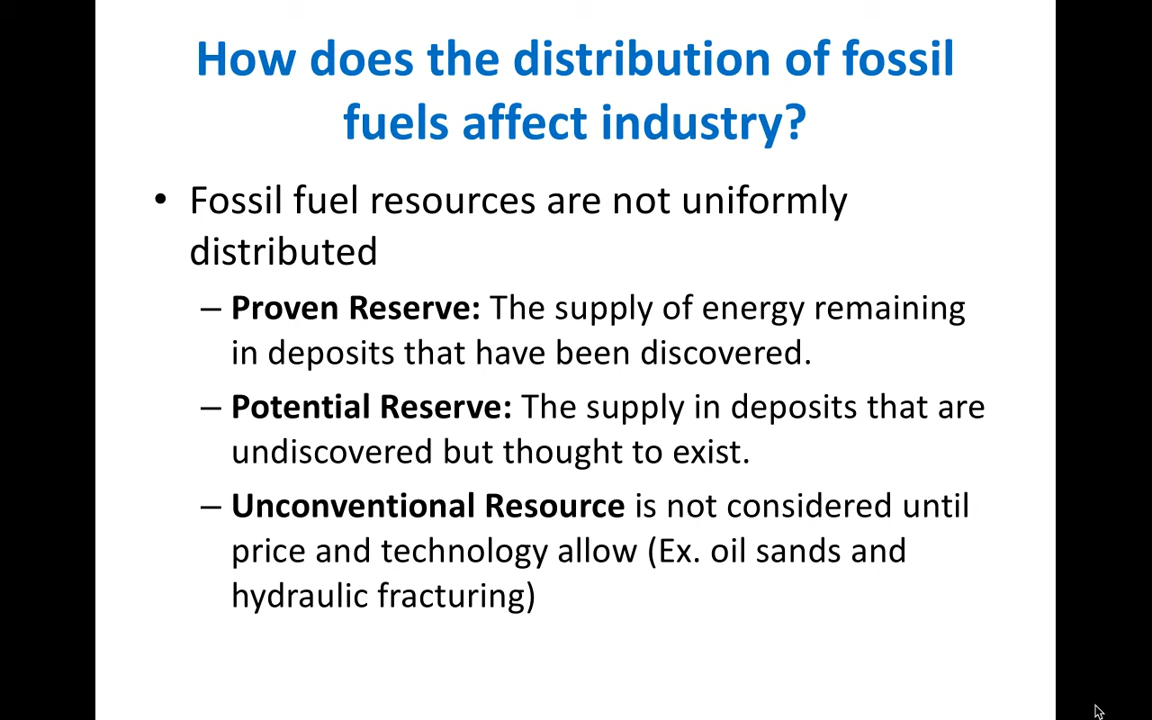 How does the distribution of fossil
fuels affect industry?
• Fossil fuel resources are not uniformly
distributed
– Proven Reserve: The supply of energy remaining
in deposits that have been discovered.
– Potential Reserve: The supply in deposits that are
undiscovered but thought to exist.
– Unconventional Resource is not considered until
price and technology allow (Ex. oil sands and
hydraulic fracturing)